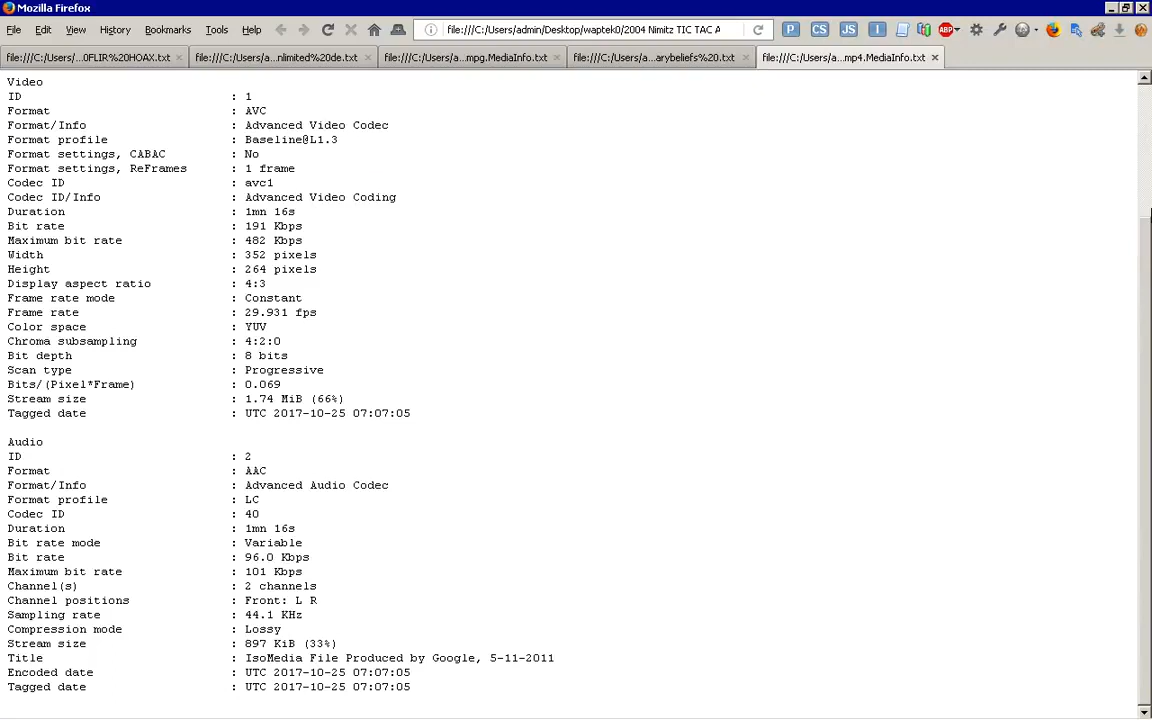 Mozilla Firefox
File Edit View History Bookmarks Tools Help
file:///C:/Users/admin/Desktop/waptek0/2004 Nimitz TIC TAC A
P CS JS I ABP
file:///C:/Users/a...0FLIR%20HOAX.txt
file:///C:/Users/a...nlimited%20de.txt
file:///C:/Users/a...mpg.MediaInfo.txt
file:///C:/Users/a...arybeliefs%20.txt
file:///C:/Users/a...mp4.MediaInfo.txt
Video
ID : 1
Format : AVC
Format/Info : Advanced Video Codec
Format profile : Baseline@L1.3
Format settings, CABAC : No
Format settings, ReFrames : 1 frame
Codec ID : avc1
Codec ID/Info : Advanced Video Coding
Duration : 1mn 16s
Bit rate : 191 Kbps
Maximum bit rate : 482 Kbps
Width : 352 pixels
Height : 264 pixels
Display aspect ratio : 4:3
Frame rate mode : Constant
Frame rate : 29.931 fps
Color space : YUV
Chroma subsampling : 4:2:0
Bit depth : 8 bits
Scan type : Progressive
Bits/(Pixel*Frame) : 0.069
Stream size : 1.74 MiB (66%)
Tagged date : UTC 2017-10-25 07:07:05
Audio
ID : 2
Format : AAC
Format/Info : Advanced Audio Codec
Format profile : LC
Codec ID : 40
Duration : 1mn 16s
Bit rate mode : Variable
Bit rate : 96.0 Kbps
Maximum bit rate : 101 Kbps
Channel(s) : 2 channels
Channel positions : Front: L R
Sampling rate : 44.1 KHz
Compression mode : Lossy
Stream size : 897 KiB (33%)
Title : IsoMedia File Produced by Google, 5-11-2011
Encoded date : UTC 2017-10-25 07:07:05
Tagged date : UTC 2017-10-25 07:07:05